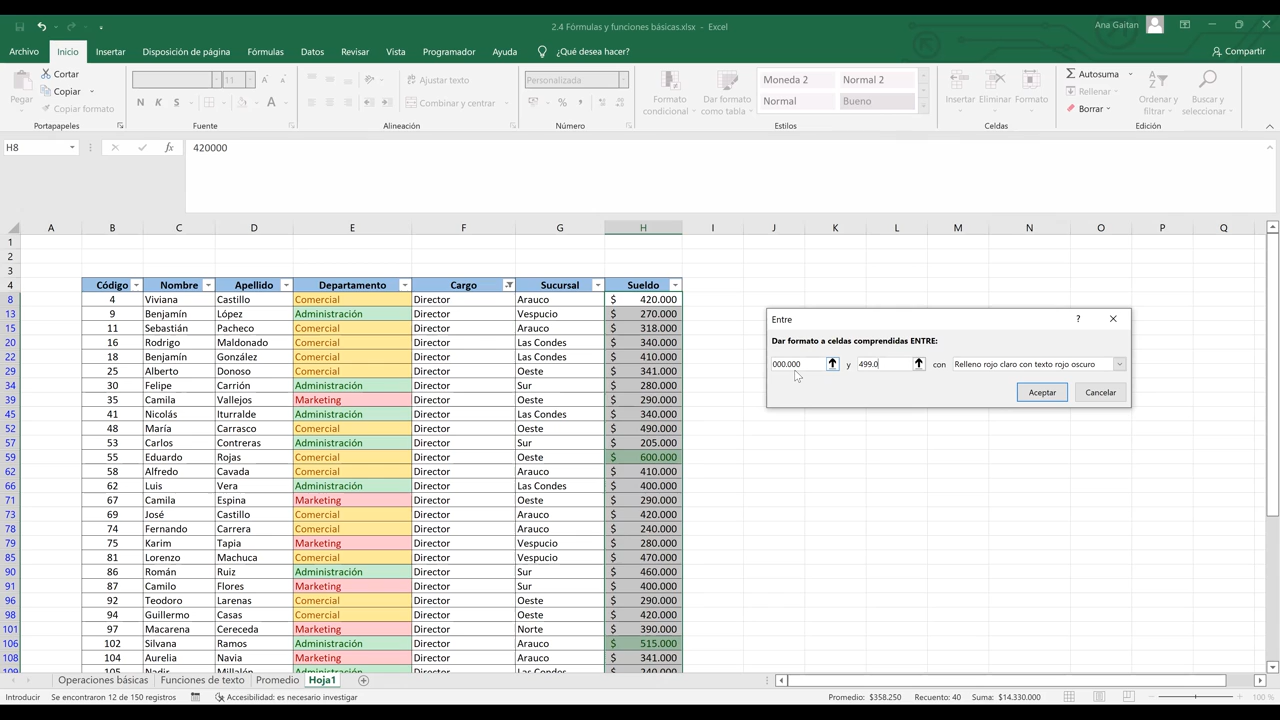 2.4 Fórmulas y funciones básicas.xlsx - Excel
Ana Gaitan
Archivo Inicio Insertar Disposición de página Fórmulas Datos Revisar Vista Programador Ayuda ¿Qué desea hacer? Compartir
Pegar
Cortar
Copiar
Copiar formato
Portapapeles
11
N K S
Fuente
Ajustar texto
Combinar y centrar
Alineación
Personalizada
Número
Formato condicional
Dar formato como tabla
Moneda 2 Normal 2
Normal Bueno
Estilos
Insertar Eliminar Formato
Celdas
Autosuma
Rellenar
Borrar
Ordenar y filtrar
Buscar y seleccionar
Edición
H8 fx 420000
A B C D E F G H I J K L M N O P Q
1
2
3
4 Código Nombre Apellido Departamento Cargo Sucursal Sueldo
8 4 Viviana Castillo Comercial Director Arauco $ 420.000
13 9 Benjamín López Administración Director Vespucio $ 270.000
15 11 Sebastián Pacheco Comercial Director Arauco $ 318.000
20 16 Rodrigo Maldonado Comercial Director Las Condes $ 340.000
22 18 Benjamín González Comercial Director Las Condes $ 410.000
29 25 Alberto Donoso Comercial Director Oeste $ 341.000
34 30 Felipe Carrión Administración Director Sur $ 280.000
39 35 Camila Vallejos Marketing Director Oeste $ 290.000
45 41 Nicolás Iturralde Administración Director Las Condes $ 340.000
52 48 María Carrasco Comercial Director Oeste $ 490.000
57 53 Carlos Contreras Administración Director Sur $ 205.000
59 55 Eduardo Rojas Comercial Director Oeste $ 600.000
62 58 Alfredo Cavada Comercial Director Arauco $ 410.000
66 62 Luis Vera Administración Director Las Condes $ 400.000
71 67 Camila Espina Marketing Director Oeste $ 290.000
73 69 José Castillo Comercial Director Arauco $ 420.000
78 74 Fernando Carrera Comercial Director Arauco $ 240.000
79 75 Karim Tapia Marketing Director Vespucio $ 280.000
85 81 Lorenzo Machuca Comercial Director Vespucio $ 470.000
90 86 Román Ruiz Administración Director Sur $ 460.000
91 87 Camilo Flores Marketing Director Sur $ 400.000
96 92 Teodoro Larenas Comercial Director Oeste $ 290.000
98 94 Guillermo Casas Comercial Director Oeste $ 420.000
101 97 Macarena Cereceda Marketing Director Norte $ 390.000
106 102 Silvana Ramos Administración Director Arauco $ 515.000
108 104 Aurelia Navia Marketing Director Arauco $ 341.000
109 105 Nadir Millalén Administración Director Las Condes $ 240.000
Entre ?
Dar formato a celdas comprendidas ENTRE:
000.000 y 499.0 con Relleno rojo claro con texto rojo oscuro
Aceptar Cancelar
Operaciones básicas Funciones de texto Promedio Hoja1
Introducir Se encontraron 12 de 150 registros Accesibilidad: es necesario investigar Promedio: $358.250 Recuento: 40 Suma: $14.330.000 100 %